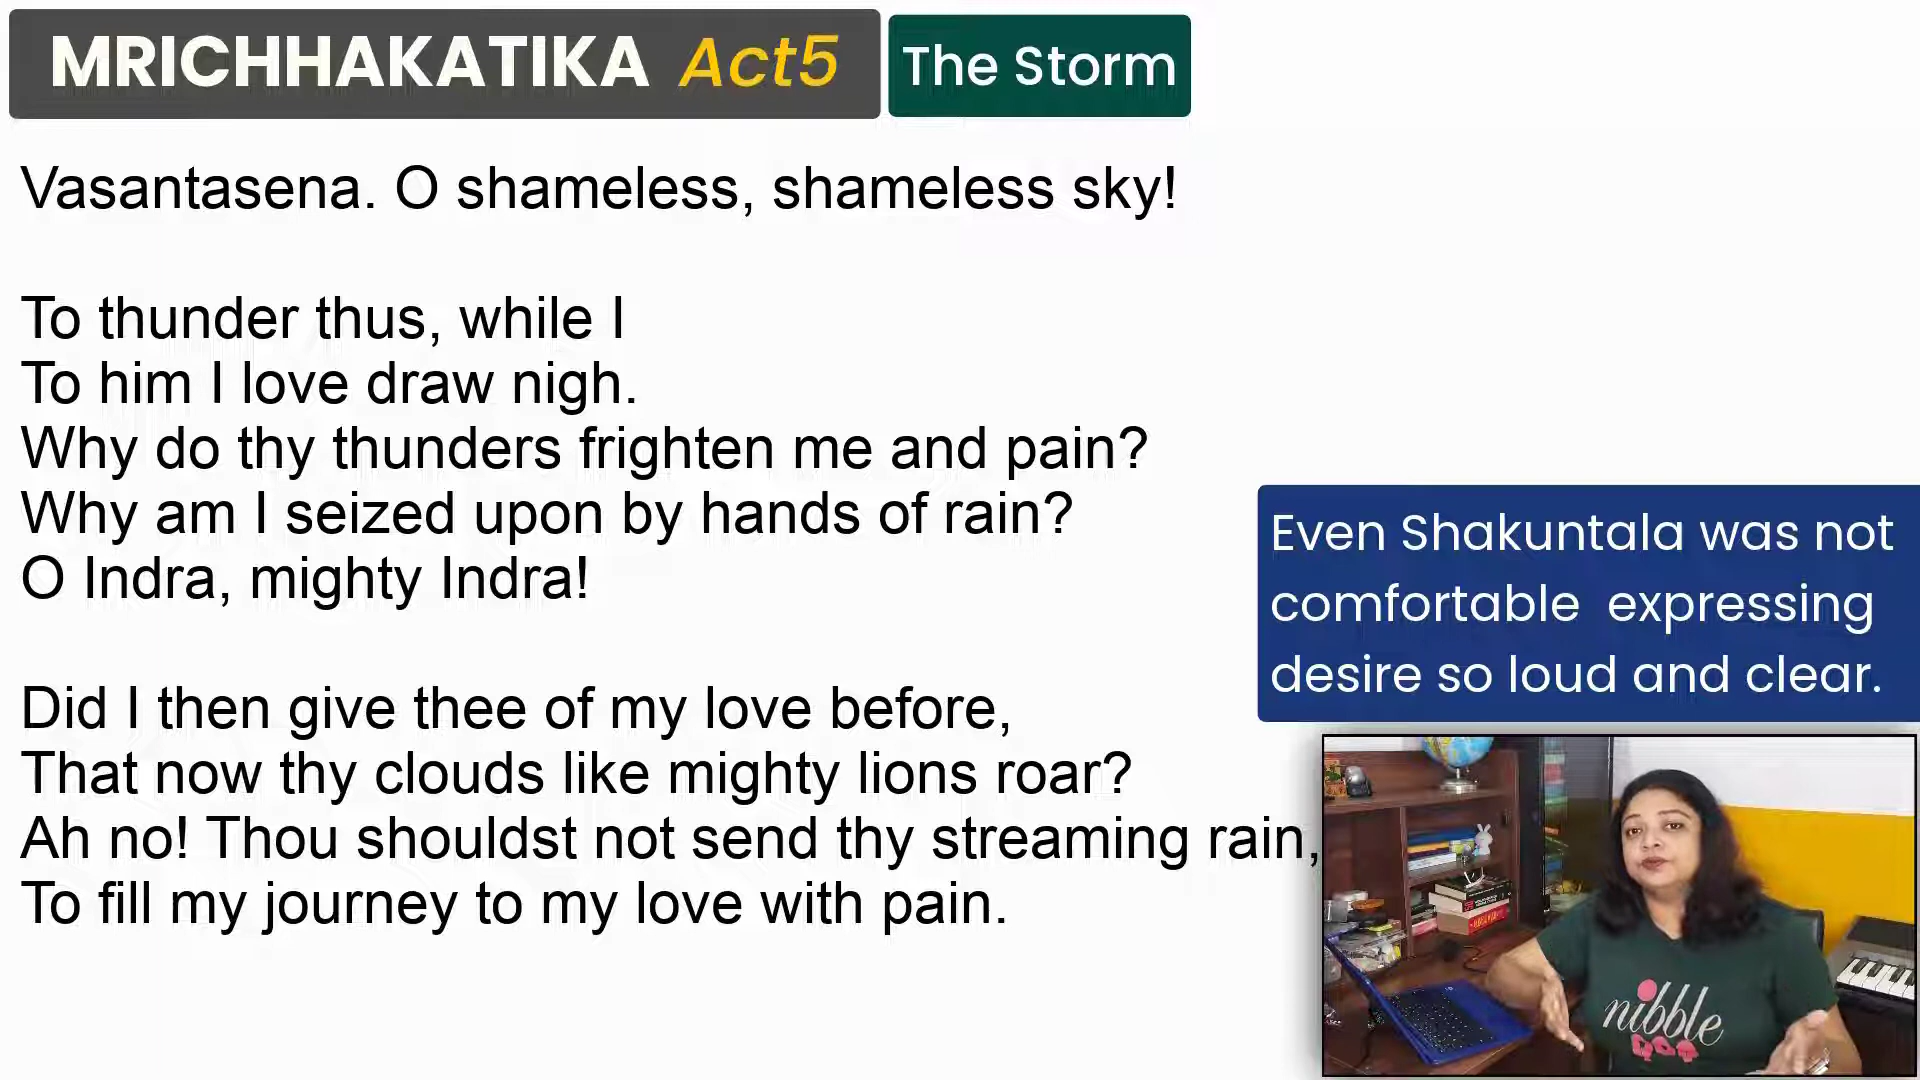 MRICHHAKATIKA Act5
The Storm
Vasantasena. O shameless, shameless sky!
To thunder thus, while I
To him I love draw nigh.
Why do thy thunders frighten me and pain?
Why am I seized upon by hands of rain?
O Indra, mighty Indra!
Did I then give thee of my love before,
That now thy clouds like mighty lions roar?
Ah no! Thou shouldst not send thy streaming rain,
To fill my journey to my love with pain.
Even Shakuntala was not
comfortable expressing
desire so loud and clear.
nibble